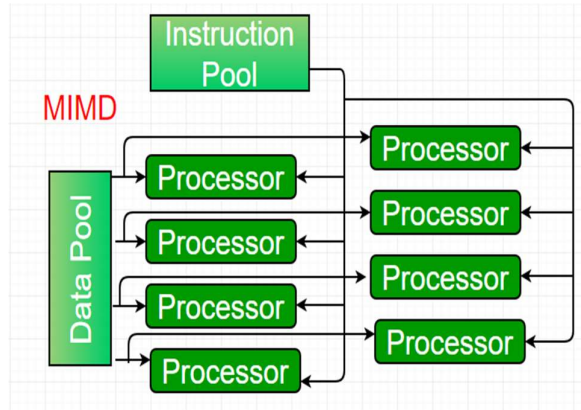 Instruction
Pool
MIMD
Processor
Processor
Processor
Processor
Processor
Processor
Processor
Processor
Data Pool